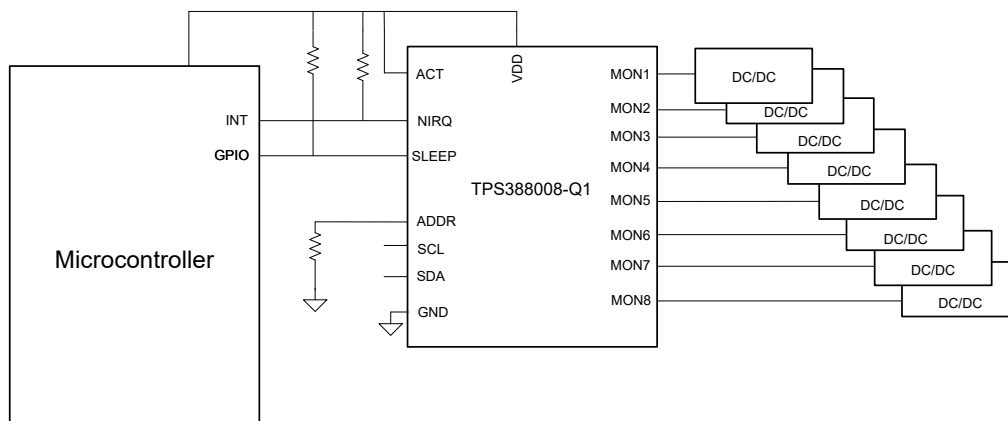 VDD
ACT
MON1
DC/DC
INT
NIRQ
MON2
DC/DC
MON3
DC/DC
GPIO
SLEEP
MON4
DC/DC
TPS388008-Q1
MON5
DC/DC
ADDR
MON6
DC/DC
SCL
Microcontroller
MON7
DC/DC
SDA
MON8
DC/DC
GND